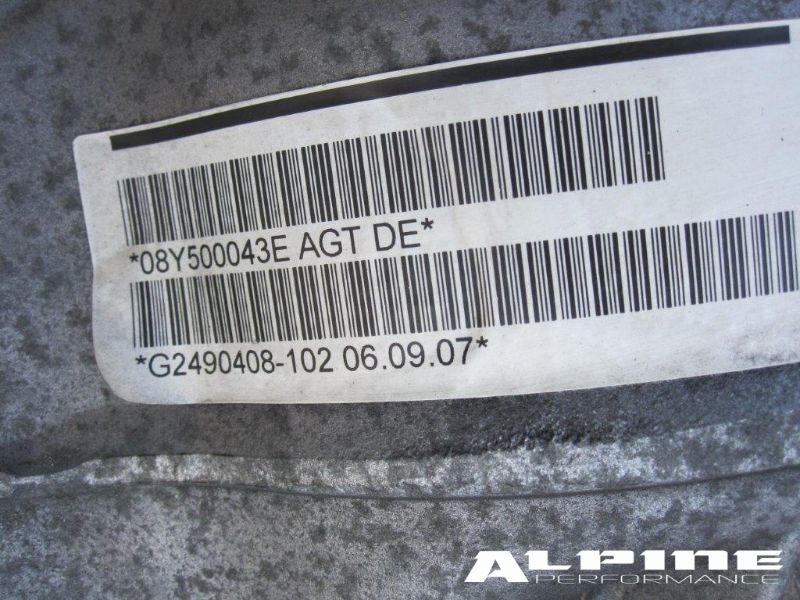 *08Y500043E AGT DE*
*G2490408-102 06.09.07*
ALPINE
PERFORMANCE